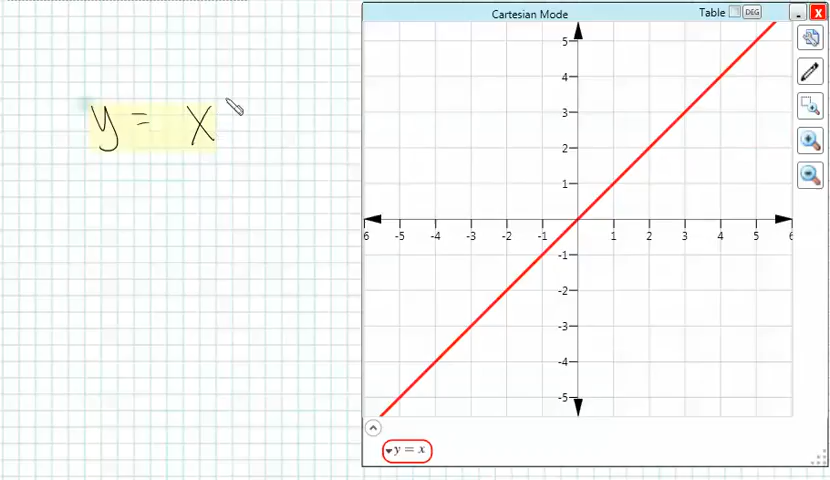 Cartesian Mode Table DEG
y = x
5
4
3
2
1
6 -5 -4 -3 -2 -1 1 2 3 4 5 6
-1
-2
-3
-4
-5
y = x